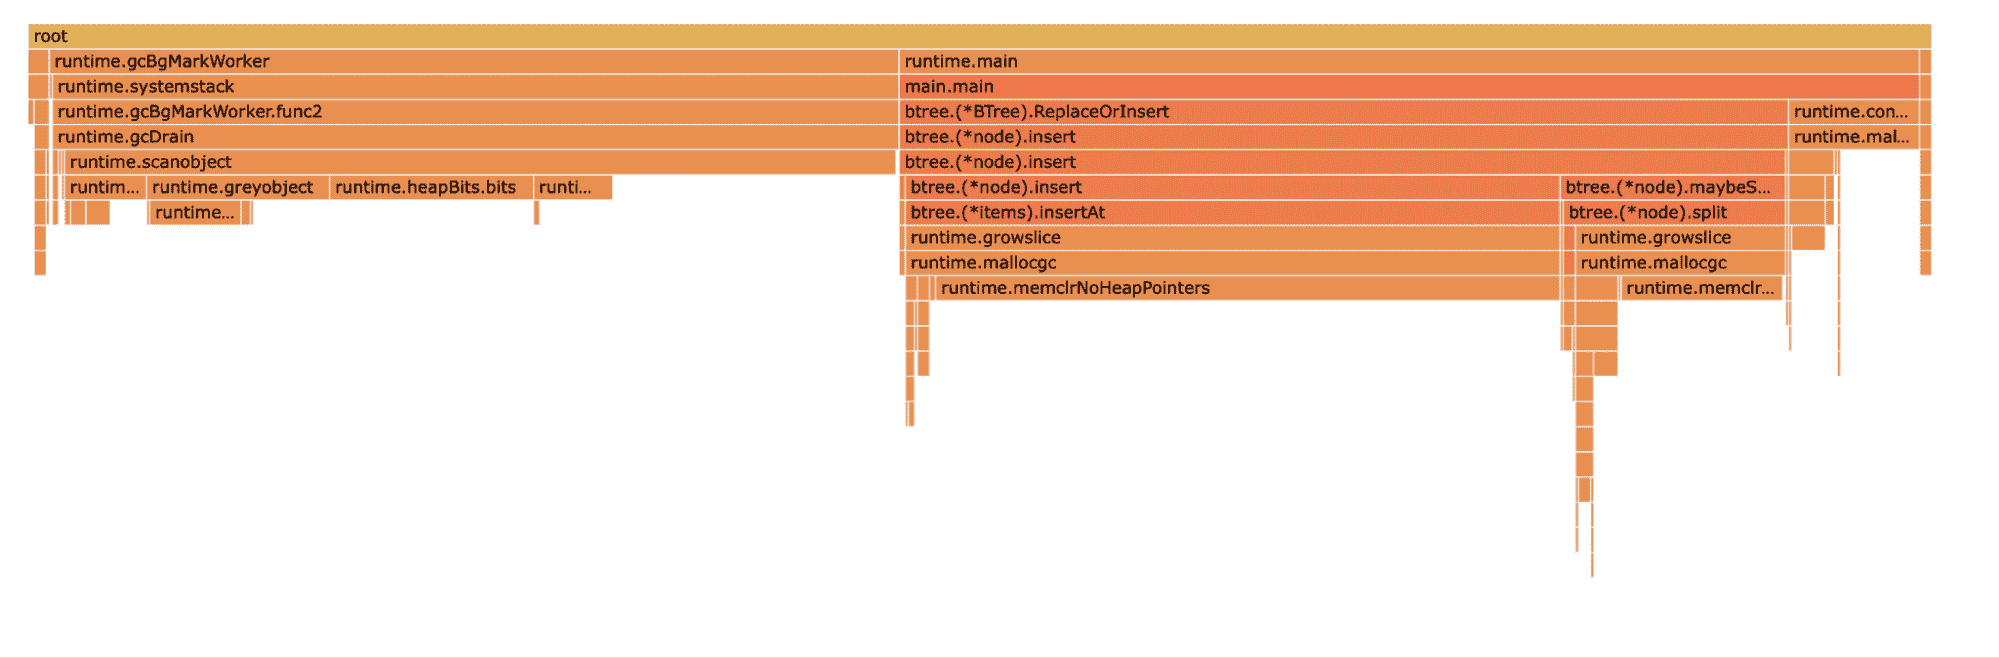 root
runtime.gcBgMarkWorker runtime.main
runtime.systemstack main.main
runtime.gcBgMarkWorker.func2 btree.(*BTree).ReplaceOrInsert runtime.con...
runtime.gcDrain btree.(*node).insert runtime.mal...
runtime.scanobject btree.(*node).insert
runtim... runtime.greyobject runtime.heapBits.bits runti... btree.(*node).insert btree.(*node).maybeS...
runtime... btree.(*items).insertAt btree.(*node).split
runtime.growslice runtime.growslice
runtime.mallocgc runtime.mallocgc
runtime.memclrNoHeapPointers runtime.memclr...